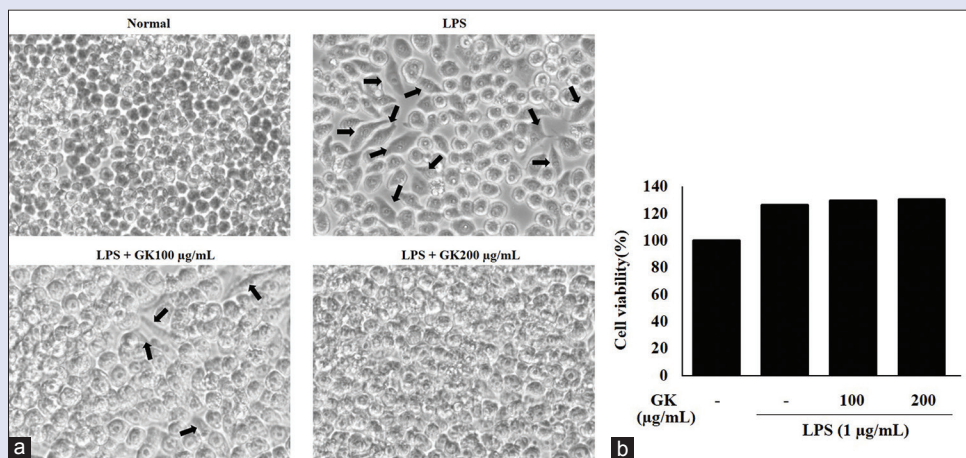 Normal
LPS
LPS + GK100 µg/mL
LPS + GK200 µg/mL
a
Cell viability(%)
140
120
100
80
60
40
20
0
GK - - 100 200
(µg/mL)
LPS (1 µg/mL)
b